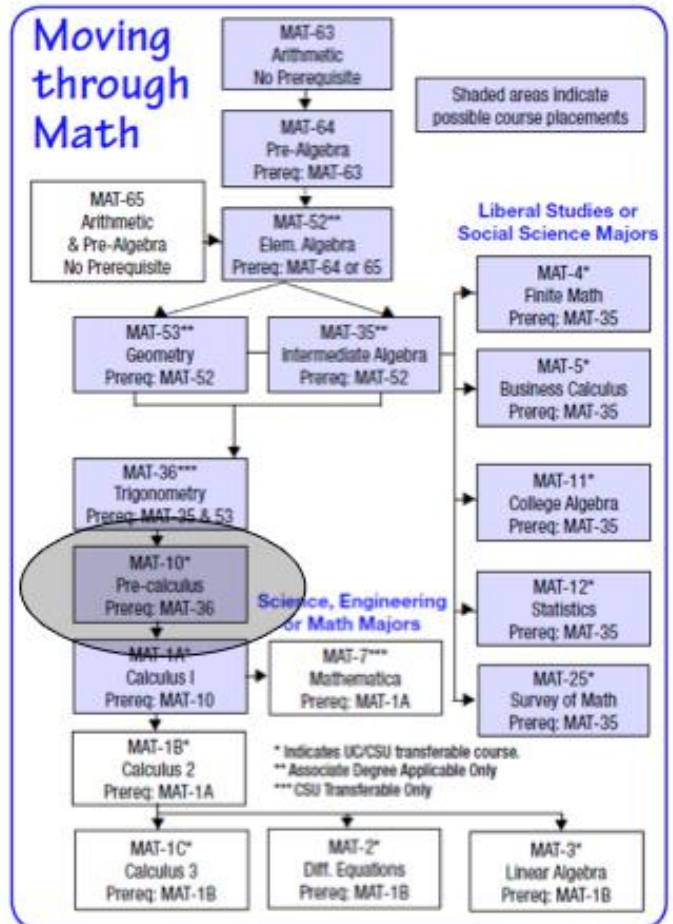 Moving
through
Math
MAT-63
Arithmetic
No Prerequisite
Shaded areas indicate
possible course placements
MAT-64
Pre-Algebra
Prereq: MAT-63
MAT-65
Arithmetic
& Pre-Algebra
No Prerequisite
MAT-52**
Elem. Algebra
Prereq: MAT-64 or 65
Liberal Studies or
Social Science Majors
MAT-4*
Finite Math
Prereq: MAT-35
MAT-53**
Geometry
Prereq: MAT-52
MAT-35**
Intermediate Algebra
Prereq: MAT-52
MAT-5*
Business Calculus
Prereq: MAT-35
MAT-36***
Trigonometry
Prereq: MAT-35 & 53
MAT-11*
College Algebra
Prereq: MAT-35
MAT-10*
Pre-calculus
Prereq: MAT-36
MAT-12*
Statistics
Prereq: MAT-35
Science, Engineering
or Math Majors
MAT-1A*
Calculus I
Prereq: MAT-10
MAT-7***
Mathematica
Prereq: MAT-1A
MAT-25*
Survey of Math
Prereq: MAT-35
MAT-1B*
Calculus 2
Prereq: MAT-1A
* Indicates UC/CSU transferable course.
** Associate Degree Applicable Only
*** CSU Transferable Only
MAT-1C*
Calculus 3
Prereq: MAT-1B
MAT-2*
Diff. Equations
Prereq: MAT-1B
MAT-3*
Linear Algebra
Prereq: MAT-1B